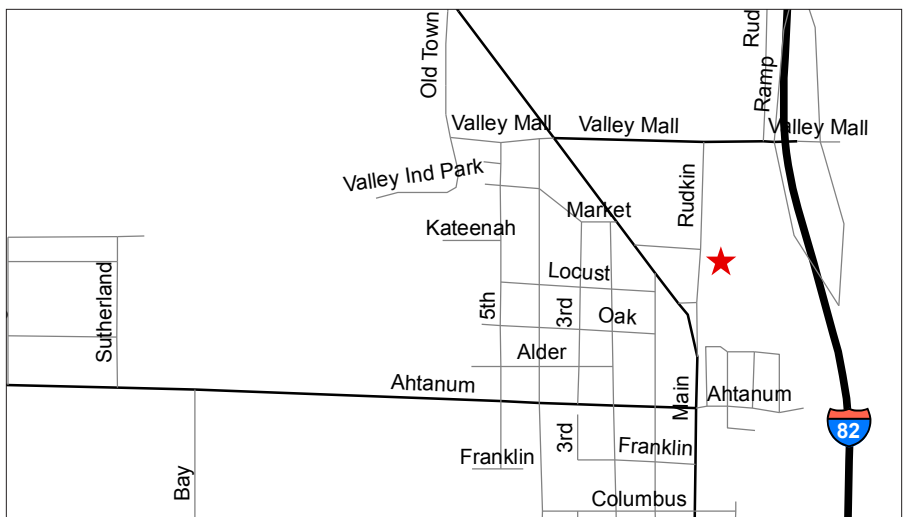 Old Town
Rud
Ramp
Valley Mall
Valley Mall
Valley Mall
Valley Ind Park
Rudkin
Market
Kateenah
Locust
Sutherland
5th
3rd
Oak
Alder
Ahtanum
Main
Ahtanum
82
3rd
Franklin
Franklin
Bay
Columbus